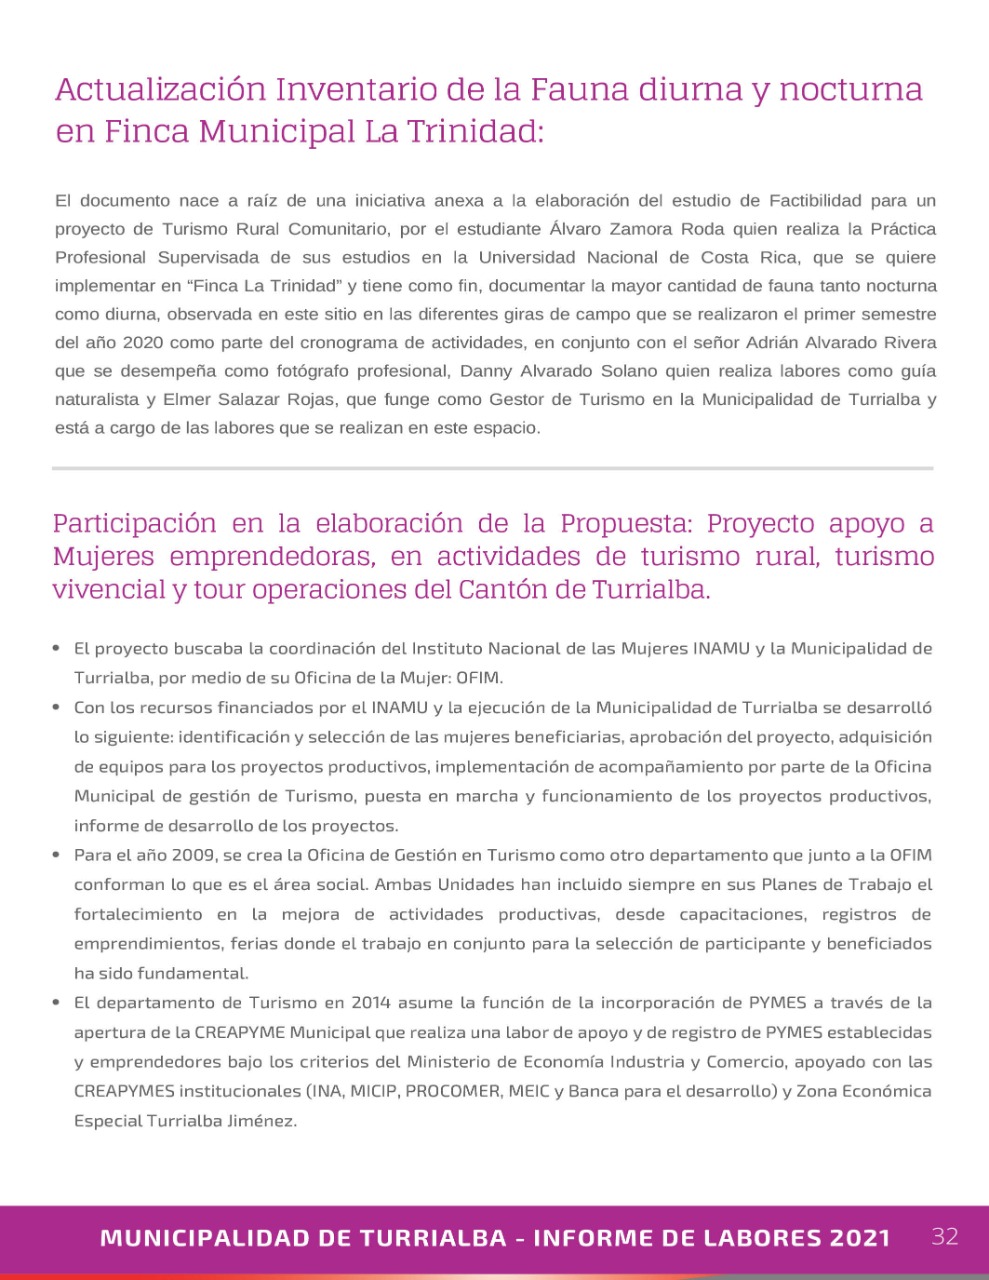 Actualización Inventario de la Fauna diurna y nocturna
en Finca Municipal La Trinidad:
El documento nace a raíz de una iniciativa anexa a la elaboración del estudio de Factibilidad para un
proyecto de Turismo Rural Comunitario, por el estudiante Álvaro Zamora Roda quien realiza la Práctica
Profesional Supervisada de sus estudios en la Universidad Nacional de Costa Rica, que se quiere
implementar en “Finca La Trinidad” y tiene como fin, documentar la mayor cantidad de fauna tanto nocturna
como diurna, observada en este sitio en las diferentes giras de campo que se realizaron el primer semestre
del año 2020 como parte del cronograma de actividades, en conjunto con el señor Adrián Alvarado Rivera
que se desempeña como fotógrafo profesional, Danny Alvarado Solano quien realiza labores como guía
naturalista y Elmer Salazar Rojas, que funge como Gestor de Turismo en la Municipalidad de Turrialba y
está a cargo de las labores que se realizan en este espacio.
Participación en la elaboración de la Propuesta: Proyecto apoyo a
Mujeres emprendedoras, en actividades de turismo rural, turismo
vivencial y tour operaciones del Cantón de Turrialba.
• El proyecto buscaba la coordinación del Instituto Nacional de las Mujeres INAMU y la Municipalidad de
Turrialba, por medio de su Oficina de la Mujer: OFIM.
• Con los recursos financiados por el INAMU y la ejecución de la Municipalidad de Turrialba se desarrolló
lo siguiente: identificación y selección de las mujeres beneficiarias, aprobación del proyecto, adquisición
de equipos para los proyectos productivos, implementación de acompañamiento por parte de la Oficina
Municipal de gestión de Turismo, puesta en marcha y funcionamiento de los proyectos productivos,
informe de desarrollo de los proyectos.
• Para el año 2009, se crea la Oficina de Gestión en Turismo como otro departamento que junto a la OFIM
conforman lo que es el área social. Ambas Unidades han incluido siempre en sus Planes de Trabajo el
fortalecimiento en la mejora de actividades productivas, desde capacitaciones, registros de
emprendimientos, ferias donde el trabajo en conjunto para la selección de participante y beneficiados
ha sido fundamental.
• El departamento de Turismo en 2014 asume la función de la incorporación de PYMES a través de la
apertura de la CREAPYME Municipal que realiza una labor de apoyo y de registro de PYMES establecidas
y emprendedores bajo los criterios del Ministerio de Economía Industria y Comercio, apoyado con las
CREAPYMES institucionales (INA, MICIP, PROCOMER, MEIC y Banca para el desarrollo) y Zona Económica
Especial Turrialba Jiménez.
MUNICIPALIDAD DE TURRIALBA - INFORME DE LABORES 2021 32